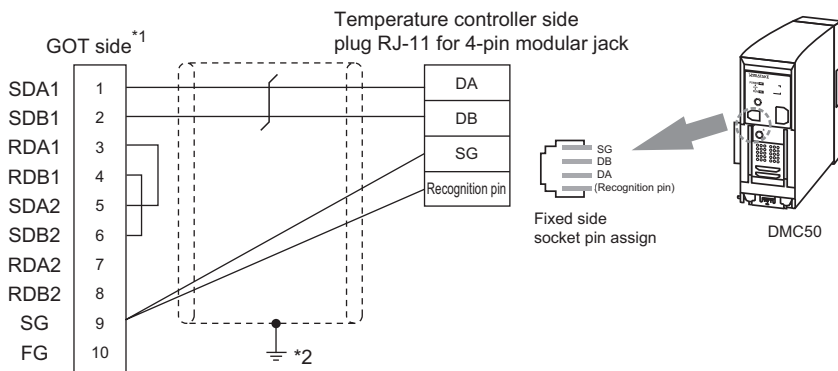 Temperature controller side
plug RJ-11 for 4-pin modular jack
GOT side*1
SDA1 1 DA
SDB1 2 DB
RDA1 3 SG
RDB1 4 Recognition pin
SDA2 5
SDB2 6
RDA2 7
RDB2 8
SG 9
FG 10
*2
SG
DB
DA
(Recognition pin)
Fixed side
socket pin assign
DMC50